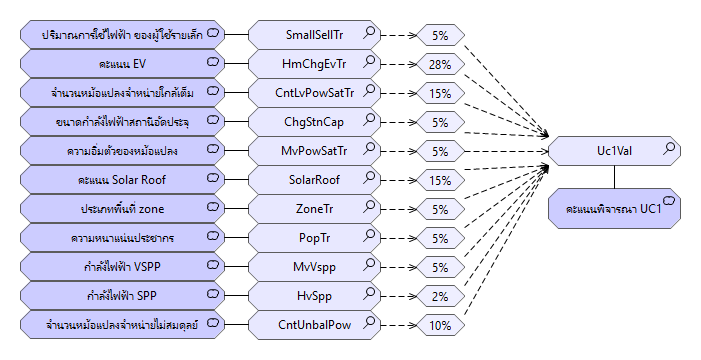 ปริมาณการใช้ไฟฟ้า ของผู้ใช้รายเล็ก SmallSellTr 5%
คะแนน EV HmChgEvTr 28%
จำนวนหม้อแปลงจำหน่ายใกล้เต็ม CntLvPowSatTr 15%
ขนาดกำลังไฟฟ้าสถานีอัดประจุ ChgStnCap 5%
ความอิ่มตัวของหม้อแปลง MvPowSatTr 5% Uc1Val
คะแนน Solar Roof SolarRoof 15%
ประเภทพื้นที่ zone ZoneTr 5% คะแนนพิจารณา UC1
ความหนาแน่นประชากร PopTr 5%
กำลังไฟฟ้า VSPP MvVspp 5%
กำลังไฟฟ้า SPP HvSpp 2%
จำนวนหม้อแปลงจำหน่ายไม่สมดุลย์ CntUnbalPow 10%